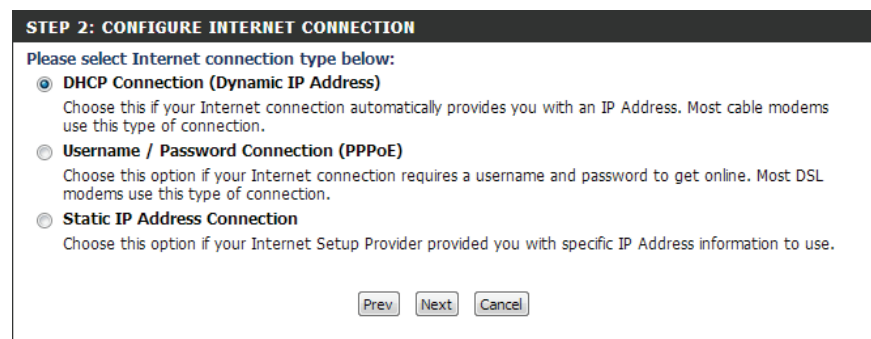 STEP 2: CONFIGURE INTERNET CONNECTION
Please select Internet connection type below:
DHCP Connection (Dynamic IP Address)
Choose this if your Internet connection automatically provides you with an IP Address. Most cable modems
use this type of connection.
Username / Password Connection (PPPoE)
Choose this option if your Internet connection requires a username and password to get online. Most DSL
modems use this type of connection.
Static IP Address Connection
Choose this option if your Internet Setup Provider provided you with specific IP Address information to use.
Prev Next Cancel